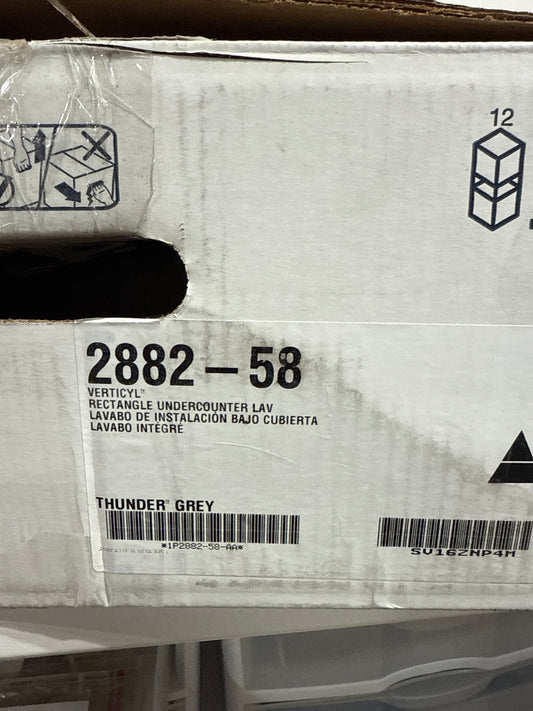 12
2882-58
VERTICYL™
RECTANGLE UNDERCOUNTER LAV
LAVABO DE INSTALACIÓN BAJO CUBIERTA
LAVABO INTÉGRÉ
THUNDER™ GREY
*1P2882-58-AA*
SV16ZNP4M